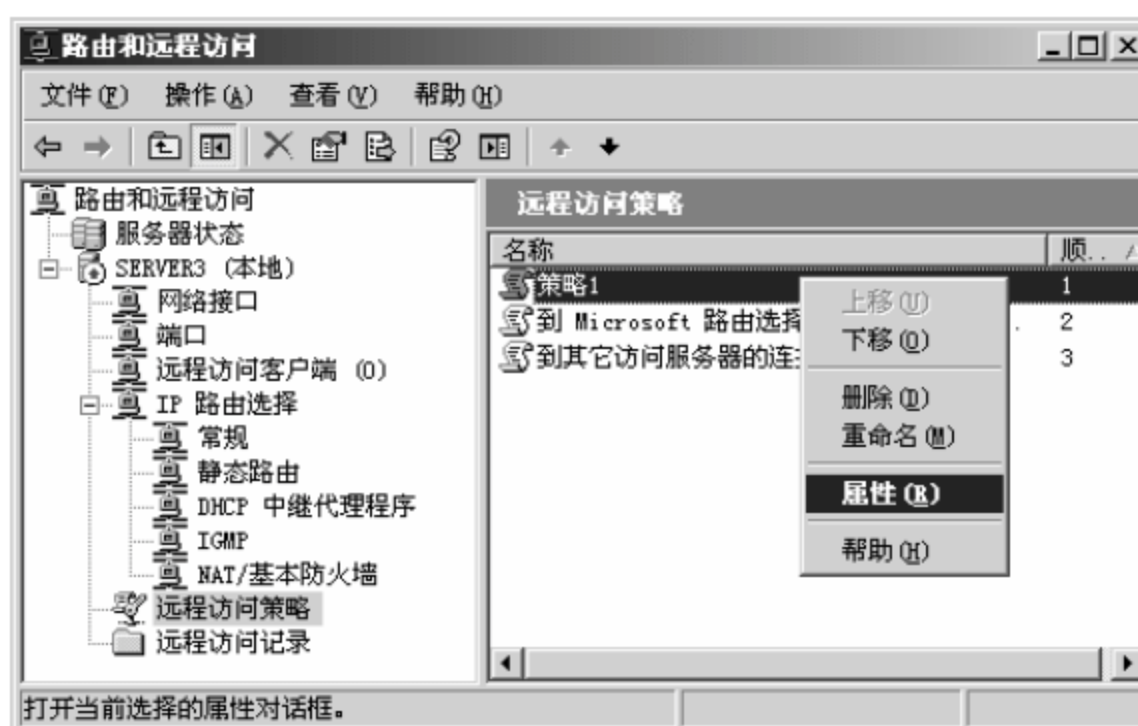 路由和远程访问
文件(F) 操作(A) 查看(V) 帮助(H)
路由和远程访问
服务器状态
SERVER3 (本地)
网络接口
端口
远程访问客户端 (0)
IP 路由选择
常规
静态路由
DHCP 中继代理程序
IGMP
NAT/基本防火墙
远程访问策略
远程访问记录
远程访问策略
名称 顺..
策略1 1
到 Microsoft 路由选择 . 2
到其它访问服务器的连 3
上移(U)
下移(O)
删除(D)
重命名(M)
属性(R)
帮助(H)
打开当前选择的属性对话框。